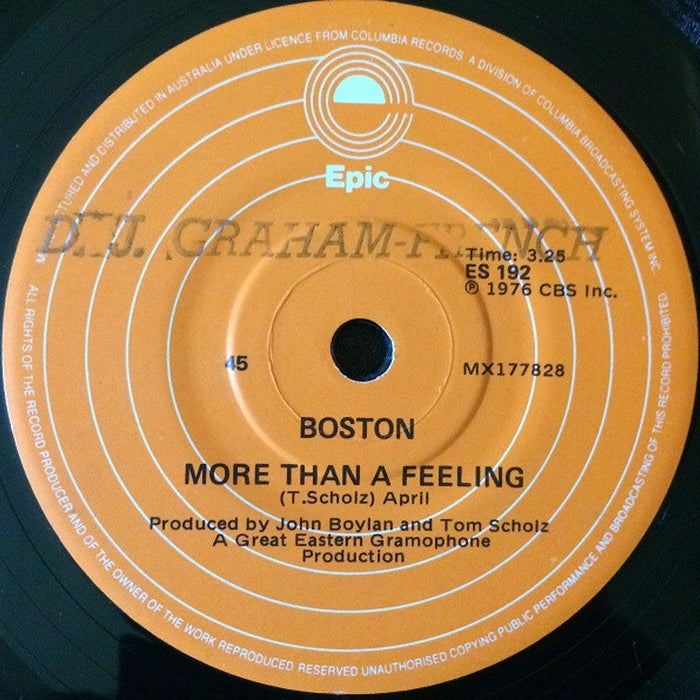 MANUFACTURED AND DISTRIBUTED IN AUSTRALIA UNDER LICENCE FROM COLUMBIA RECORDS A DIVISION OF COLUMBIA BROADCASTING SYSTEM INC.
Epic
D.J. GRAHAM-FRENCH
Time: 3.25
ES 192
℗ 1976 CBS Inc.
45
MX177828
BOSTON
MORE THAN A FEELING
(T.Scholz) April
Produced by John Boylan and Tom Scholz
A Great Eastern Gramophone
Production
ALL RIGHTS OF THE RECORD PRODUCER AND OF THE OWNER OF THE WORK REPRODUCED RESERVED UNAUTHORISED COPYING PUBLIC PERFORMANCE AND BROADCASTING OF THIS RECORD PROHIBITED